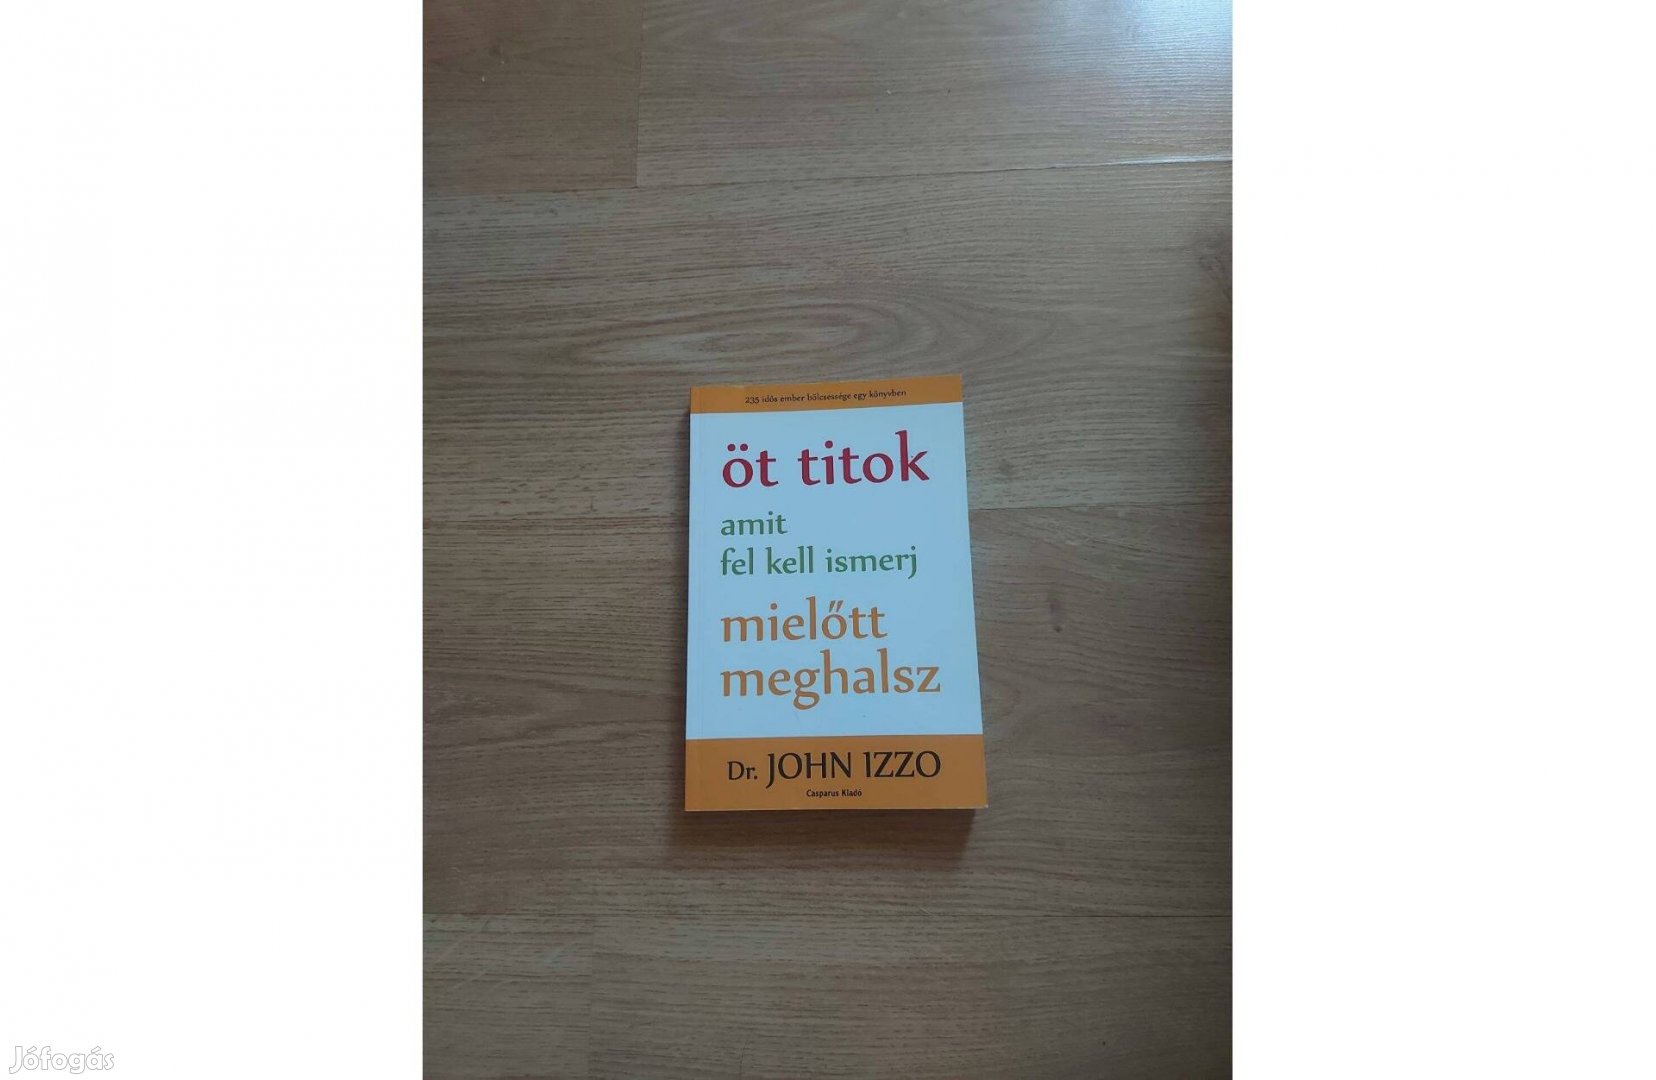 235 idős ember bölcsessége egy könyvben
öt titok
amit
fel kell ismerj
mielőtt
meghalsz
Dr. JOHN IZZO
Casparus Kiadó
Jófogás